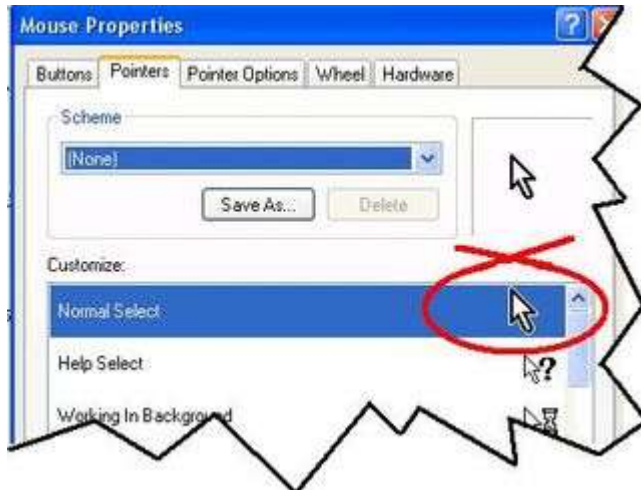 Mouse Properties
?
Buttons Pointers Pointer Options Wheel Hardware
Scheme
(None)
Save As... Delete
Customize:
Normal Select
Help Select
?
Working In Background